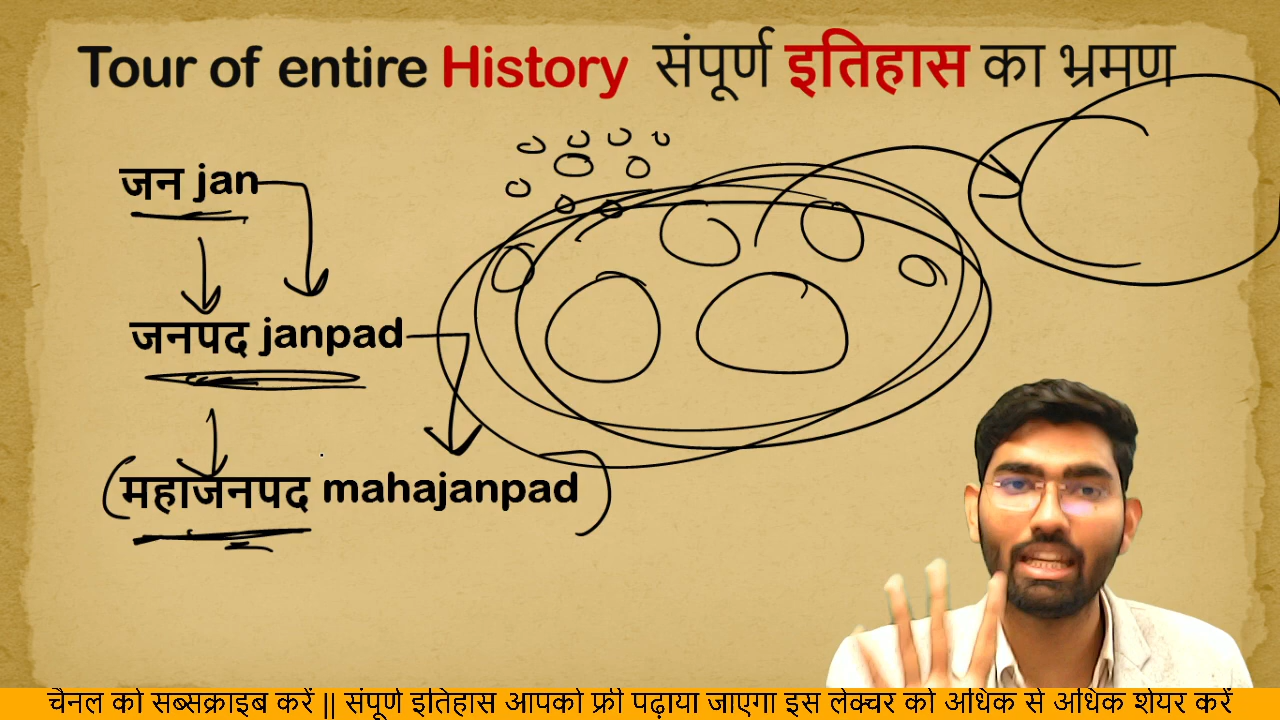 Tour of entire History संपूर्ण इतिहास का भ्रमण
जन jan
जनपद janpad
महाजनपद mahajanpad
चैनल को सब्सक्राइब करें || संपूर्ण इतिहास आपको फ्री पढ़ाया जाएगा इस लेक्चर को अधिक से अधिक शेयर करें